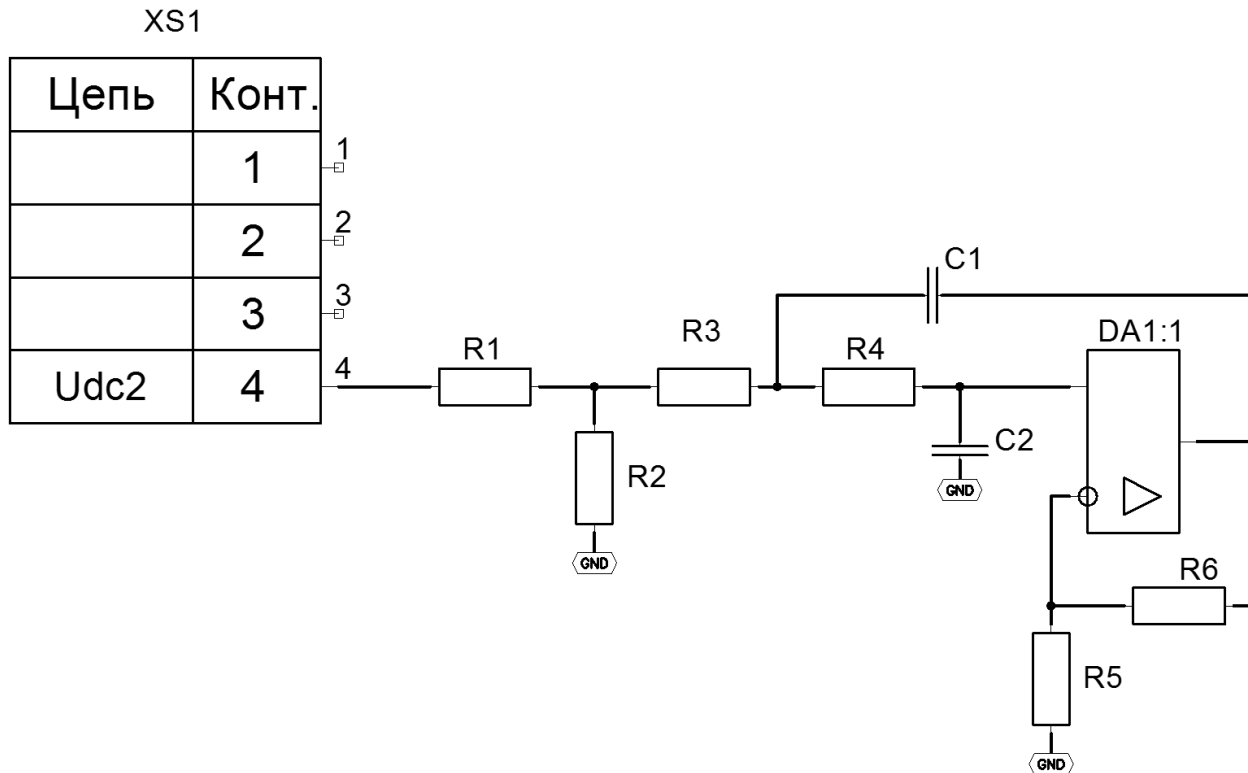 XS1
Цепь Конт.
1 1
2 2
3 3
Udc2 4 4
R1
R2
R3
R4
C1
C2
GND
GND
DA1:1
R6
R5
GND